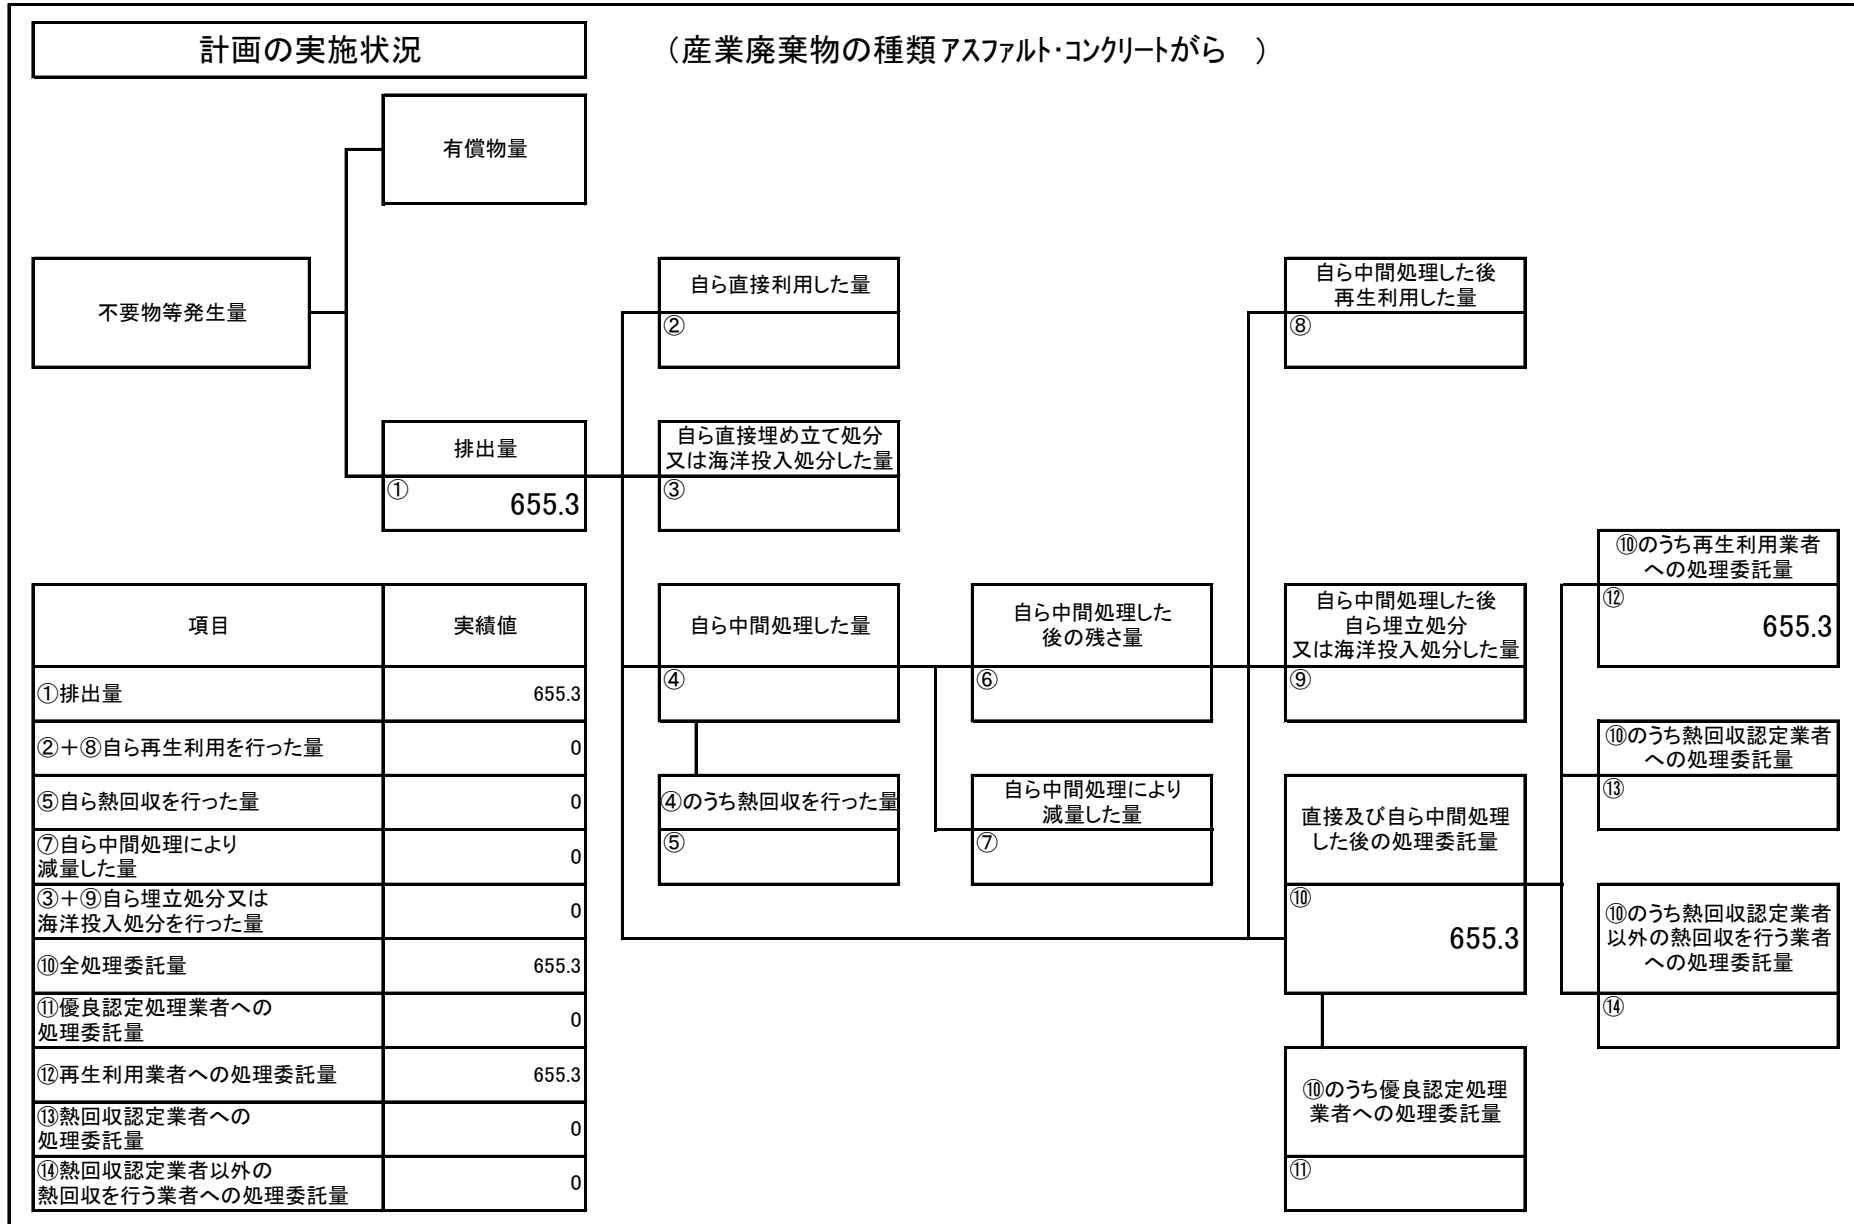 計画の実施状況
（産業廃棄物の種類アスファルト・コンクリートがら　）
有償物量
不要物等発生量
自ら直接利用した量
②
自ら中間処理した後
再生利用した量
⑧
排出量
①
655.3
自ら直接埋め立て処分
又は海洋投入処分した量
③
⑩のうち再生利用業者
への処理委託量
⑫
655.3
自ら中間処理した量
④
自ら中間処理した
後の残さ量
⑥
自ら中間処理した後
自ら埋立処分
又は海洋投入処分した量
⑨
⑩のうち熱回収認定業者
への処理委託量
⑬
④のうち熱回収を行った量
⑤
自ら中間処理により
減量した量
⑦
直接及び自ら中間処理
した後の処理委託量
⑩
655.3
⑩のうち熱回収認定業者
以外の熱回収を行う業者
への処理委託量
⑭
⑩のうち優良認定処理
業者への処理委託量
⑪
項目 実績値
①排出量 655.3
②＋⑧自ら再生利用を行った量 0
⑤自ら熱回収を行った量 0
⑦自ら中間処理により
減量した量 0
③＋⑨自ら埋立処分又は
海洋投入処分を行った量 0
⑩全処理委託量 655.3
⑪優良認定処理業者への
処理委託量 0
⑫再生利用業者への処理委託量 655.3
⑬熱回収認定業者への
処理委託量 0
⑭熱回収認定業者以外の
熱回収を行う業者への処理委託量 0